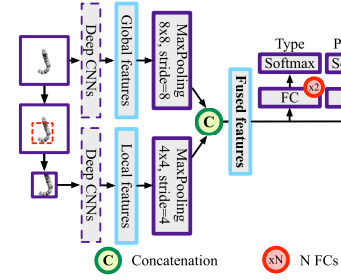 Deep CNNs
Global features
MaxPooling
8x8, stride=8
Deep CNNs
Local features
MaxPooling
4x4, stride=4
C
Fused features
Type
Softmax
FC
x2
P
C
Concatenation
xN
N FCs